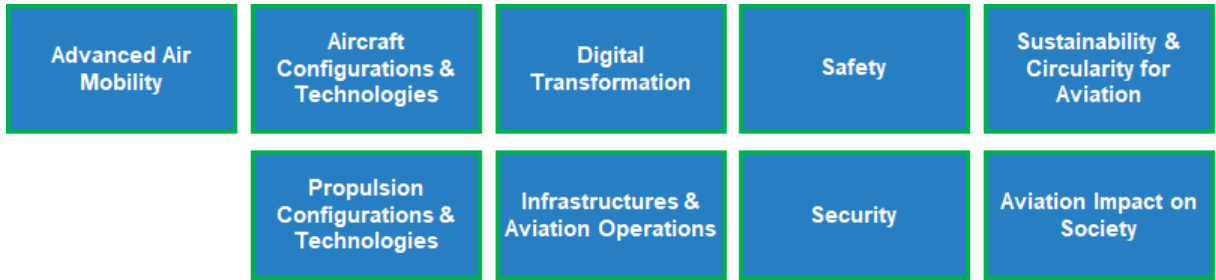 Advanced Air
Mobility
Aircraft
Configurations &
Technologies
Digital
Transformation
Safety
Sustainability &
Circularity for
Aviation
Propulsion
Configurations &
Technologies
Infrastructures &
Aviation Operations
Security
Aviation Impact on
Society